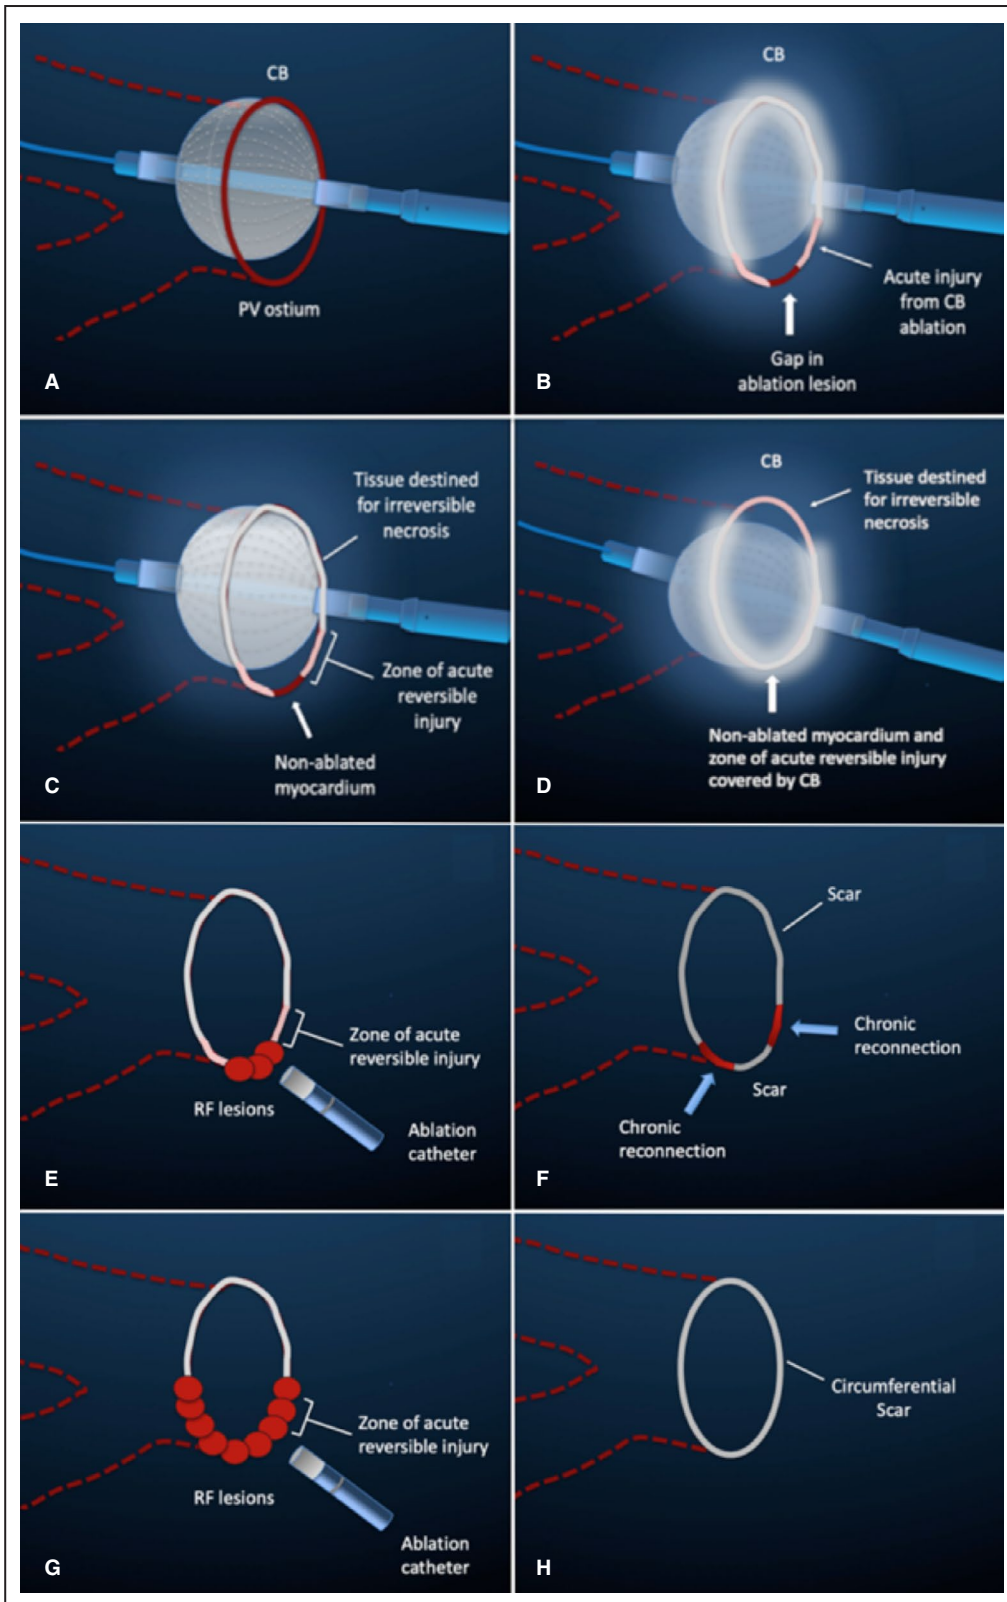 CB
PV ostium
A
CB
Acute injury
from CB
ablation
Gap in
ablation lesion
B
Tissue destined
for irreversible
necrosis
Zone of acute
reversible
injury
Non-ablated
myocardium
C
CB
Tissue destined
for irreversible
necrosis
Non-ablated myocardium and
zone of acute reversible injury
covered by CB
D
Zone of acute
reversible injury
RF lesions
Ablation
catheter
E
Scar
Chronic
reconnection
Scar
Chronic
reconnection
F
Zone of acute
reversible injury
RF lesions
Ablation
catheter
G
Circumferential
Scar
H